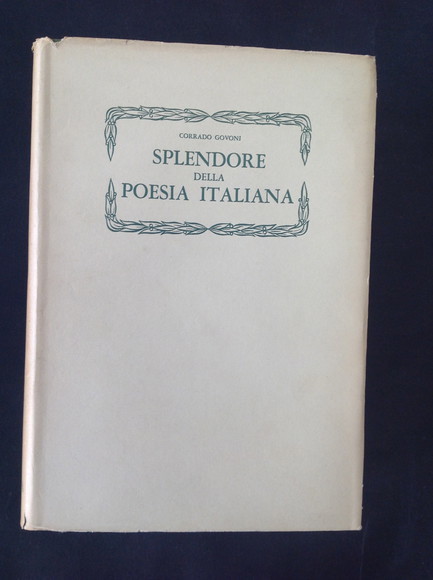 CORRADO GOVONI
SPLENDORE
DELLA
POESIA ITALIANA